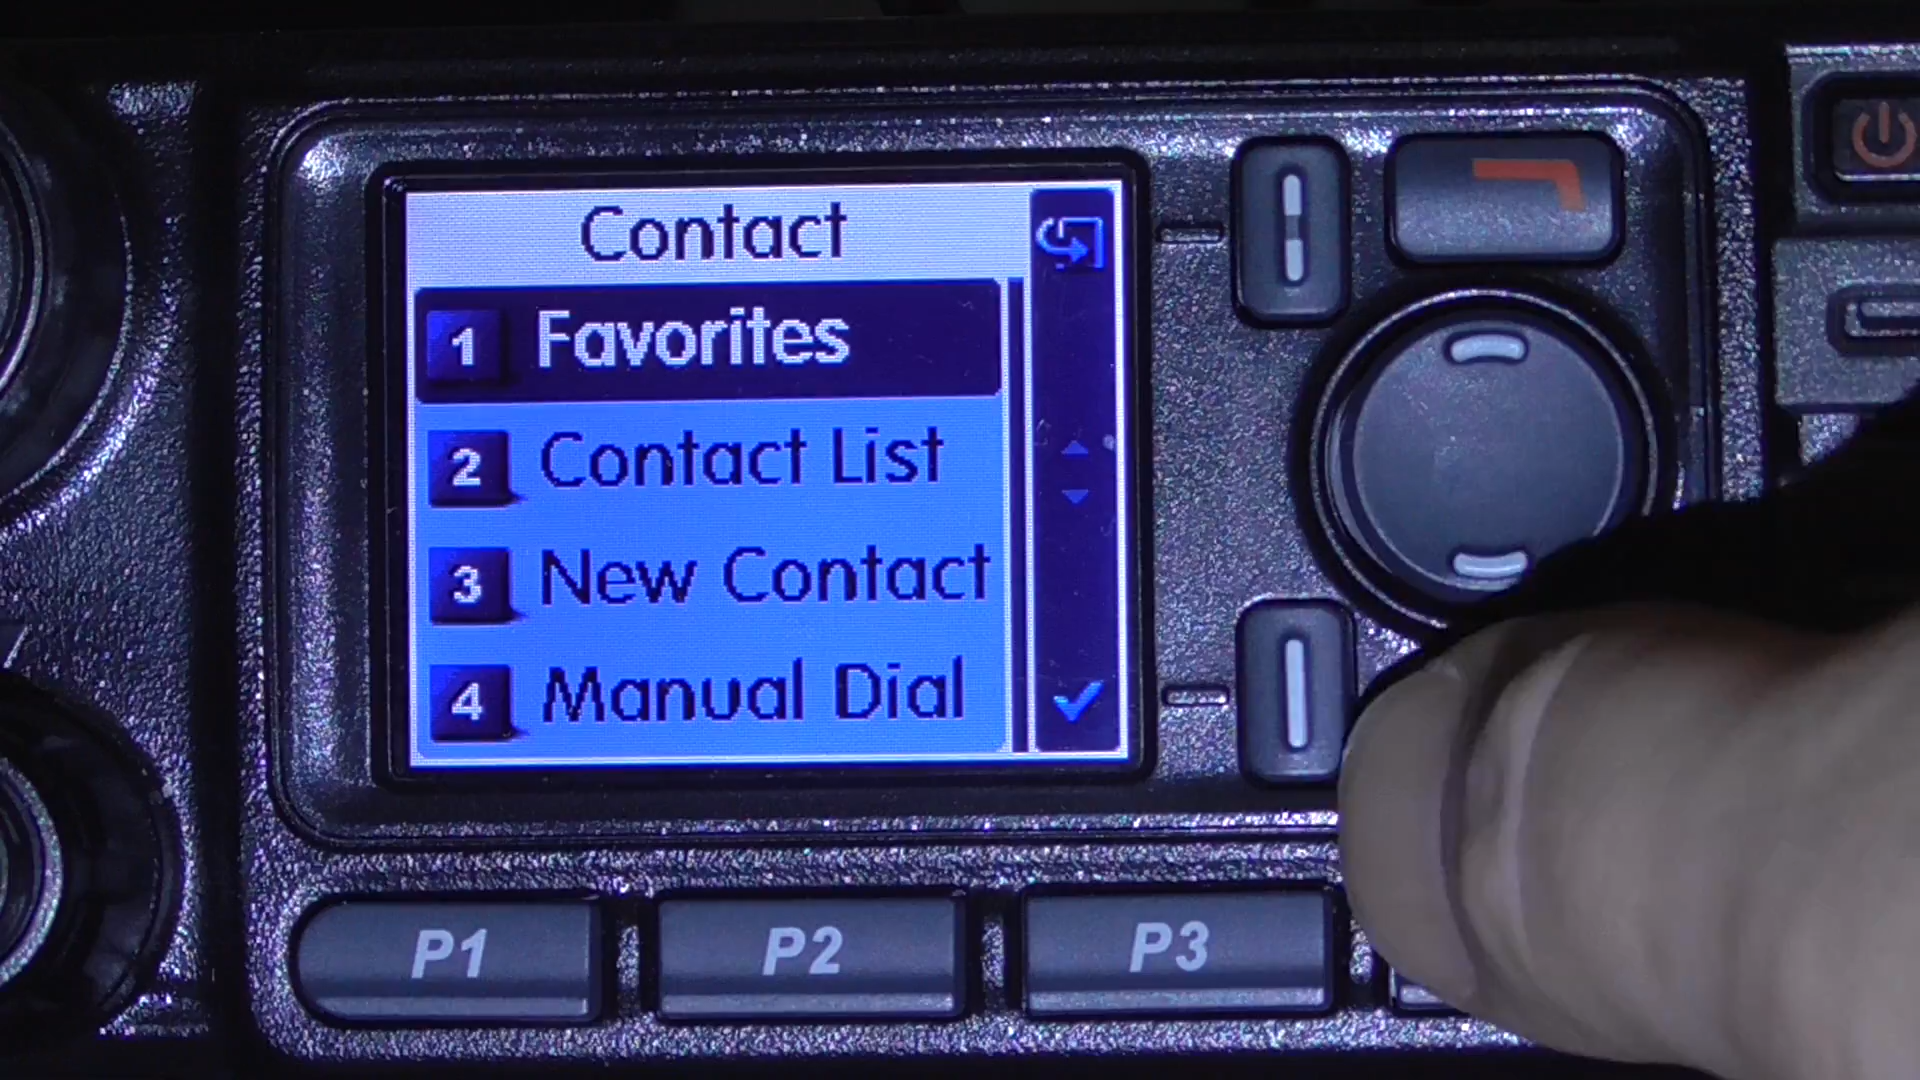 Contact
1 Favorites
2 Contact List
3 New Contact
4 Manual Dial
P1 P2 P3